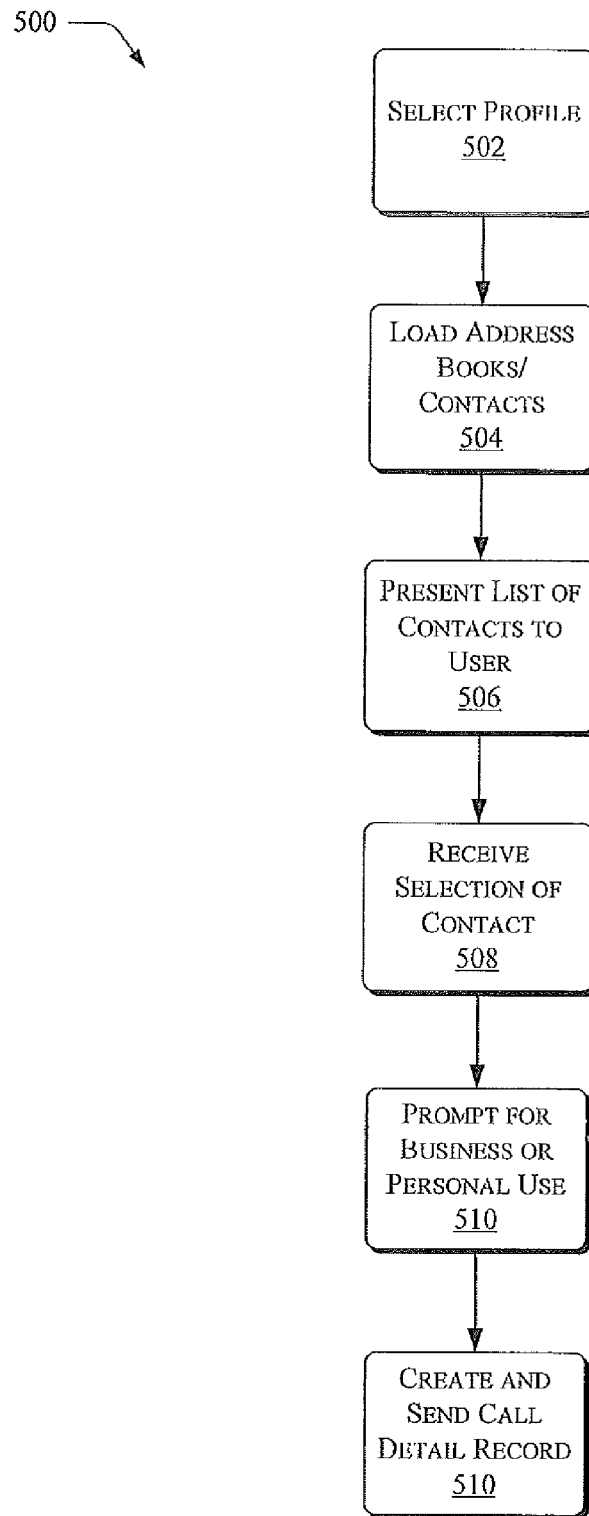 500
SELECT PROFILE
502
LOAD ADDRESS
BOOKS/
CONTACTS
504
PRESENT LIST OF
CONTACTS TO
USER
506
RECEIVE
SELECTION OF
CONTACT
508
PROMPT FOR
BUSINESS OR
PERSONAL USE
510
CREATE AND
SEND CALL
DETAIL RECORD
510